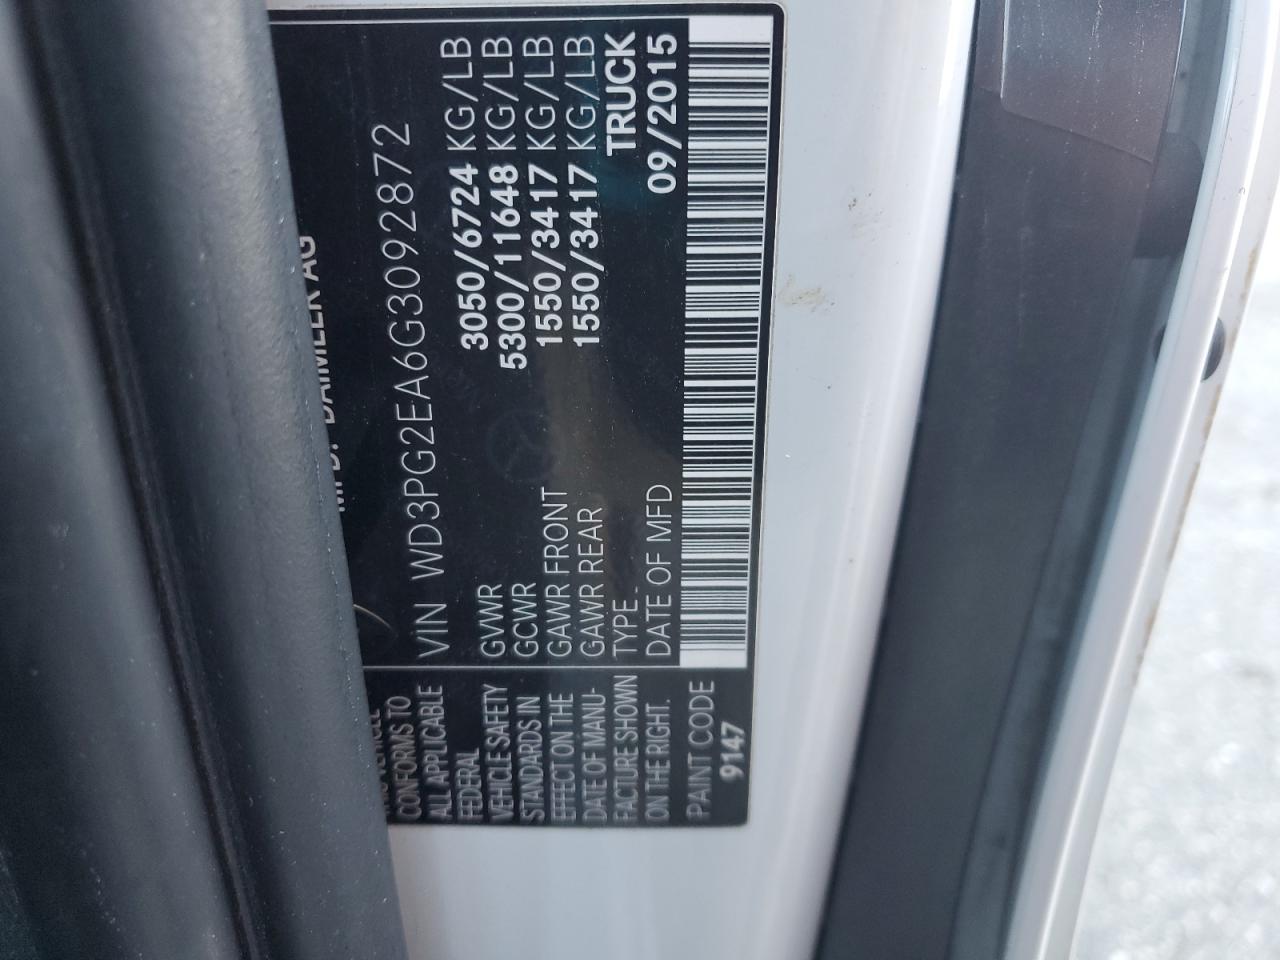 MFD. DAIMLER AG
VIN WD3PG2EA6G3092872
GVWR 3050/6724 KG/LB
GCWR 5300/11648 KG/LB
GAWR FRONT 1550/3417 KG/LB
GAWR REAR 1550/3417 KG/LB
TYPE TRUCK
DATE OF MFD 09/2015
VEHICLE
CONFORMS TO
ALL APPLICABLE
FEDERAL
VEHICLE SAFETY
STANDARDS IN
EFFECT ON THE
DATE OF MANU-
FACTURE SHOWN
ON THE RIGHT.
PAINT CODE
9147